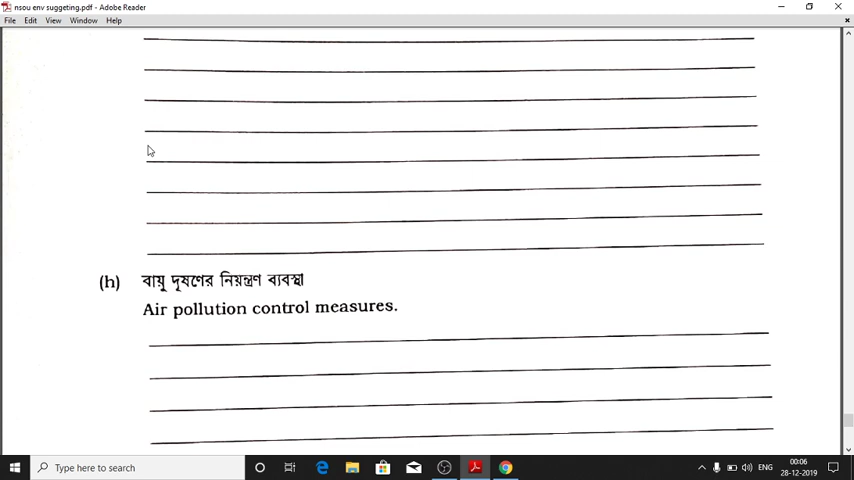 nsou env suggeting.pdf - Adobe Reader
File Edit View Window Help
(h) বায়ু দূষণের নিয়ন্ত্রণ ব্যবস্থা
Air pollution control measures.
Type here to search
ENG
00:06
28-12-2019